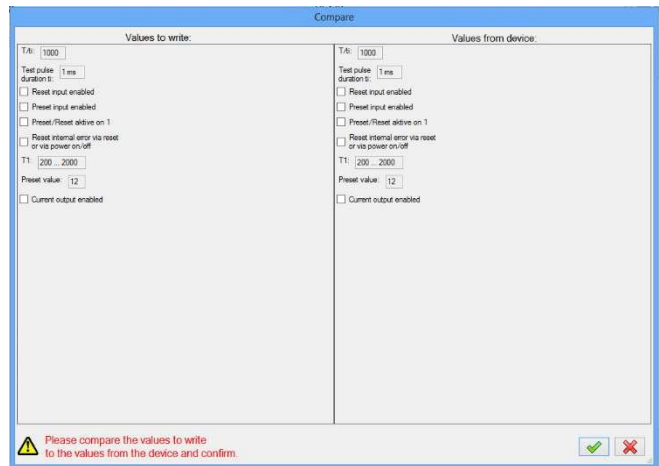 Compare
Values to write:
T/ti: 1000
Test pulse
duration ti: 1 ms
Reset input enabled
Preset input enabled
Preset/Reset aktive on 1
Reset internal error via reset
or via power on/off
T1: 200 ... 2000
Preset value: 12
Current output enabled
Values from device:
T/ti: 1000
Test pulse
duration ti: 1 ms
Reset input enabled
Preset input enabled
Preset/Reset aktive on 1
Reset internal error via reset
or via power on/off
T1: 200 ... 2000
Preset value: 12
Current output enabled
Please compare the values to write
to the values from the device and confirm.